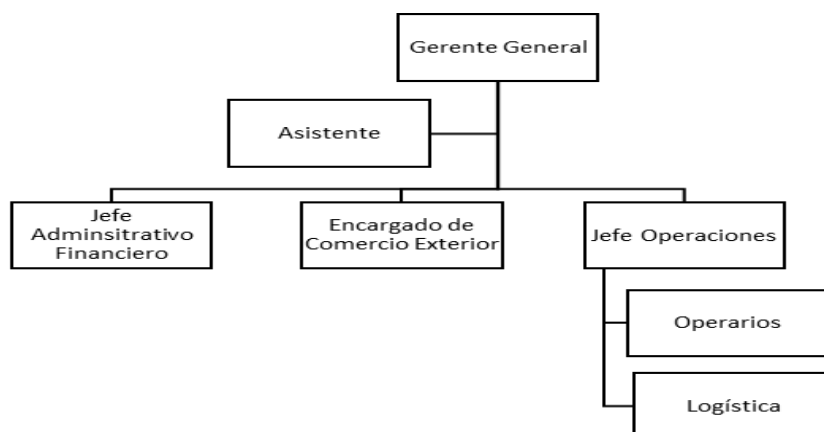 Gerente General
Asistente
Jefe
Adminsitrativo
Financiero
Encargado de
Comercio Exterior
Jefe Operaciones
Operarios
Logística